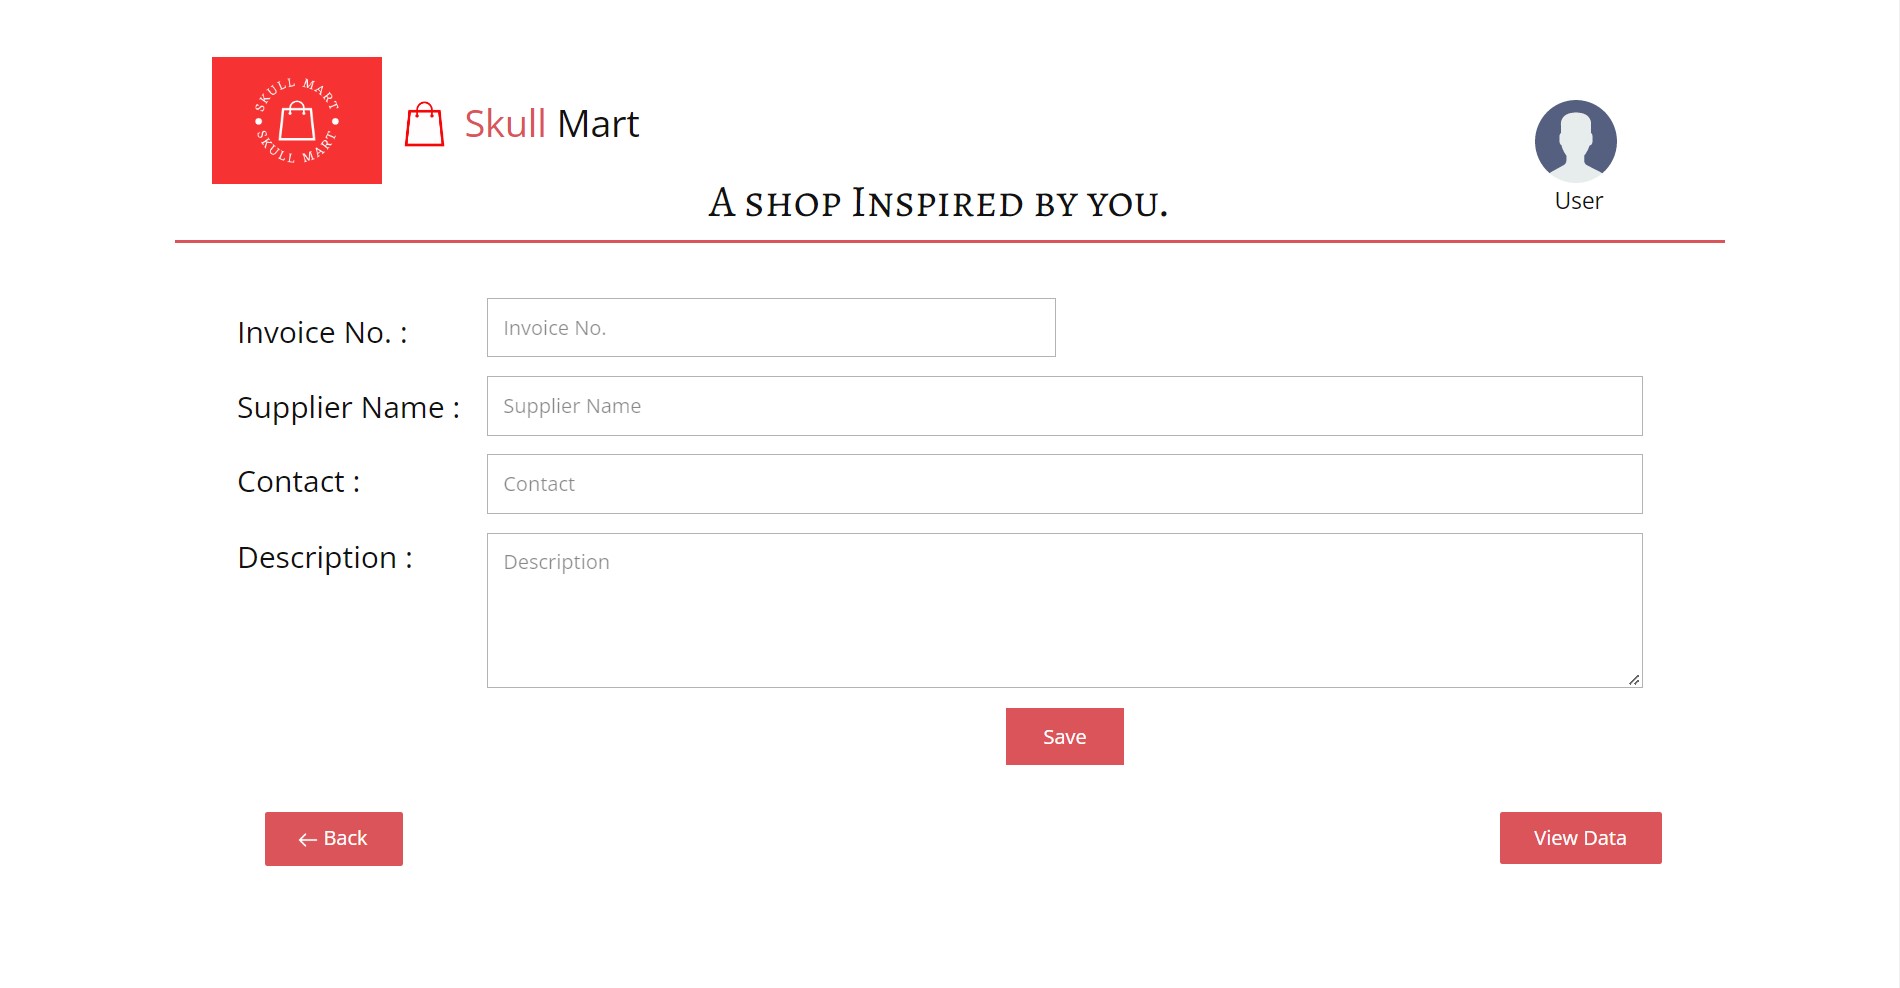 SKULL MART
SKULL MART
Skull Mart
User
A shop Inspired by you.
Invoice No. :
Invoice No.
Supplier Name :
Supplier Name
Contact :
Contact
Description :
Description
Save
← Back
View Data